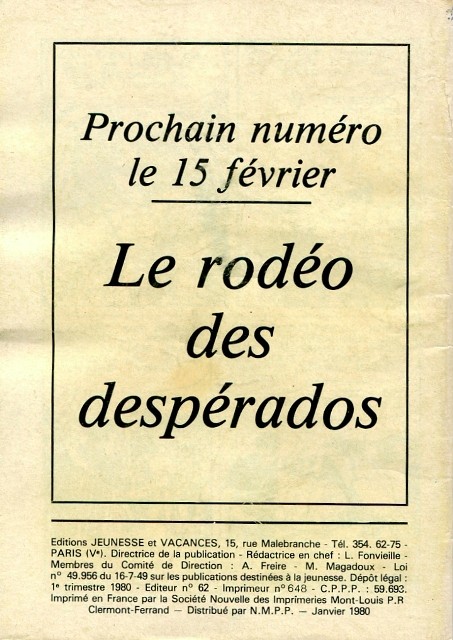 Prochain numéro
le 15 février
Le rodéo
des
despérados
Editions JEUNESSE et VACANCES, 15, rue Malebranche - Tél. 354. 62-75 -
PARIS (Ve). Directrice de la publication - Rédactrice en chef : L. Fonvieille -
Membres du Comité de Direction : A. Freire - M. Magadoux - Loi
n° 49.956 du 16-7-49 sur les publications destinées à la jeunesse. Dépôt légal :
1e trimestre 1980 - Editeur n° 62 - Imprimeur n° 648 - C.P.P.P. : 59.693.
Imprimé en France par la Société Nouvelle des Imprimeries Mont-Louis P.R
Clermont-Ferrand — Distribué par N.M.P.P. — Janvier 1980